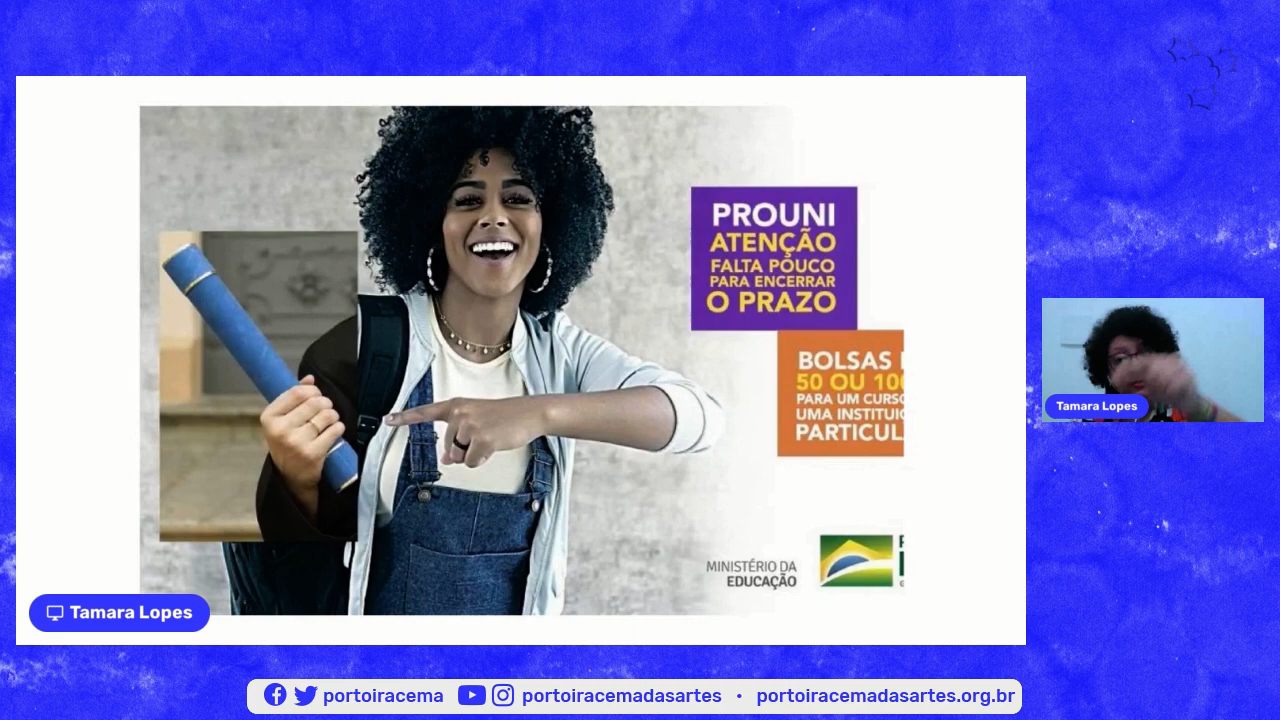 PROUNI
ATENÇÃO
FALTA POUCO
PARA ENCERRAR
O PRAZO
BOLSAS
50 OU 100
PARA UM
UMA
MINISTÉRIO DA
EDUCAÇÃO
Tamara Lopes
Tamara Lopes
portoiracema
portoiracemadasartes • portoiracemadasartes.org.br